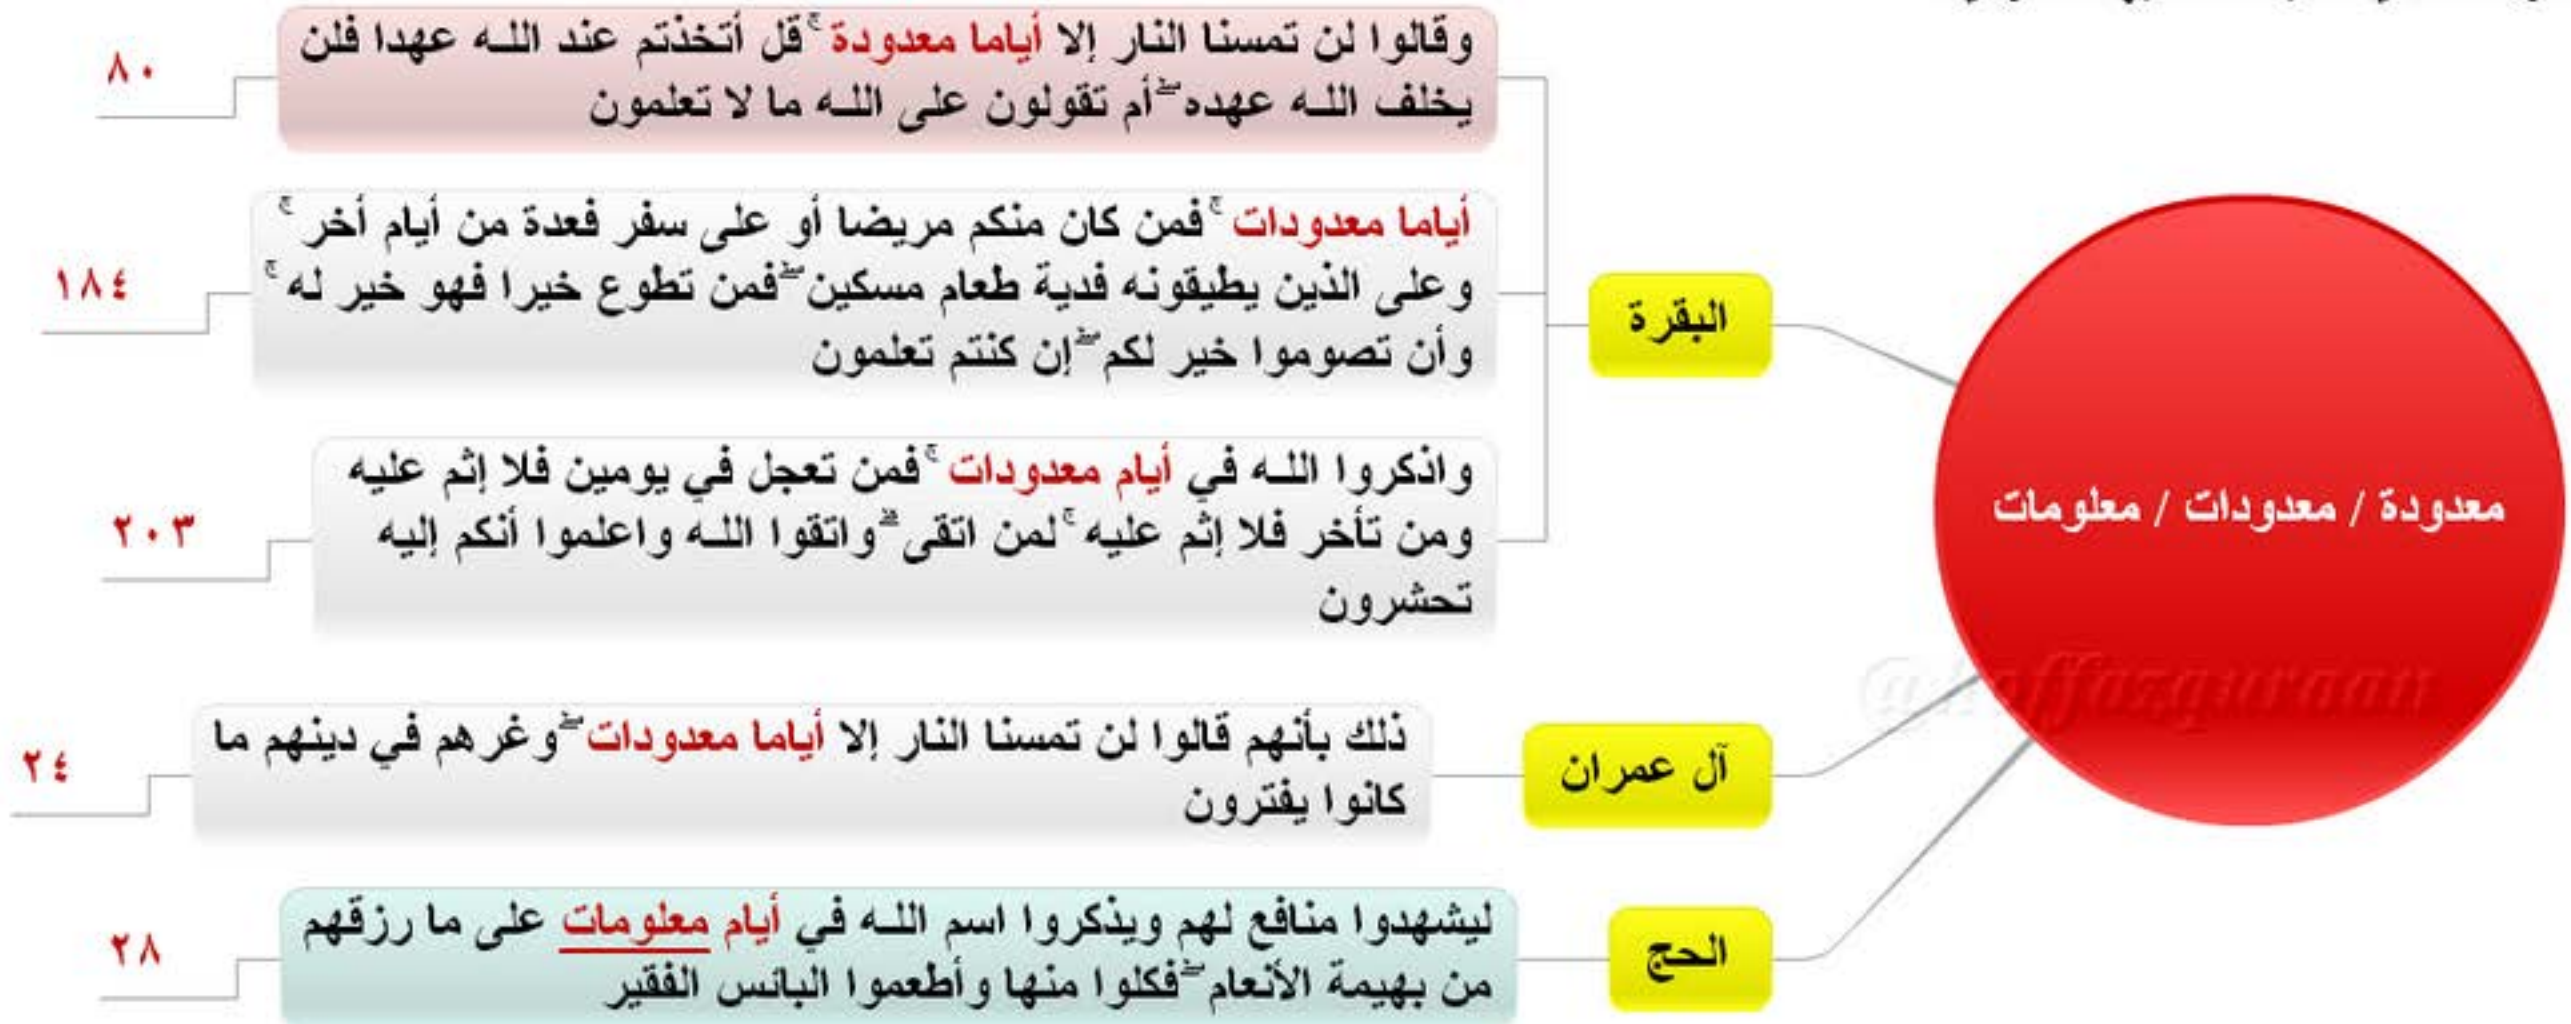 معدودة / معدودات / معلومات
البقرة
وقالوا لن تمسنا النار إلا أياما معدودة ۚ قل أتخذتم عند اللـه عهدا فلن
يخلف اللـه عهده ۖ أم تقولون على اللـه ما لا تعلمون
٨٠
أياما معدودات ۚ فمن كان منكم مريضا أو على سفر فعدة من أيام أخر ۚ
وعلى الذين يطيقونه فدية طعام مسكين ۖ فمن تطوع خيرا فهو خير له ۚ
وأن تصوموا خير لكم ۖ إن كنتم تعلمون
١٨٤
واذكروا اللـه في أيام معدودات ۚ فمن تعجل في يومين فلا إثم عليه
ومن تأخر فلا إثم عليه ۚ لمن اتقى ۗ واتقوا اللـه واعلموا أنكم إليه
تحشرون
٢٠٣
آل عمران
ذلك بأنهم قالوا لن تمسنا النار إلا أياما معدودات ۖ وغرهم في دينهم ما
كانوا يفترون
٢٤
الحج
ليشهدوا منافع لهم ويذكروا اسم اللـه في أيام معلومات على ما رزقهم
من بهيمة الأنعام ۖ فكلوا منها وأطعموا البائس الفقير
٢٨